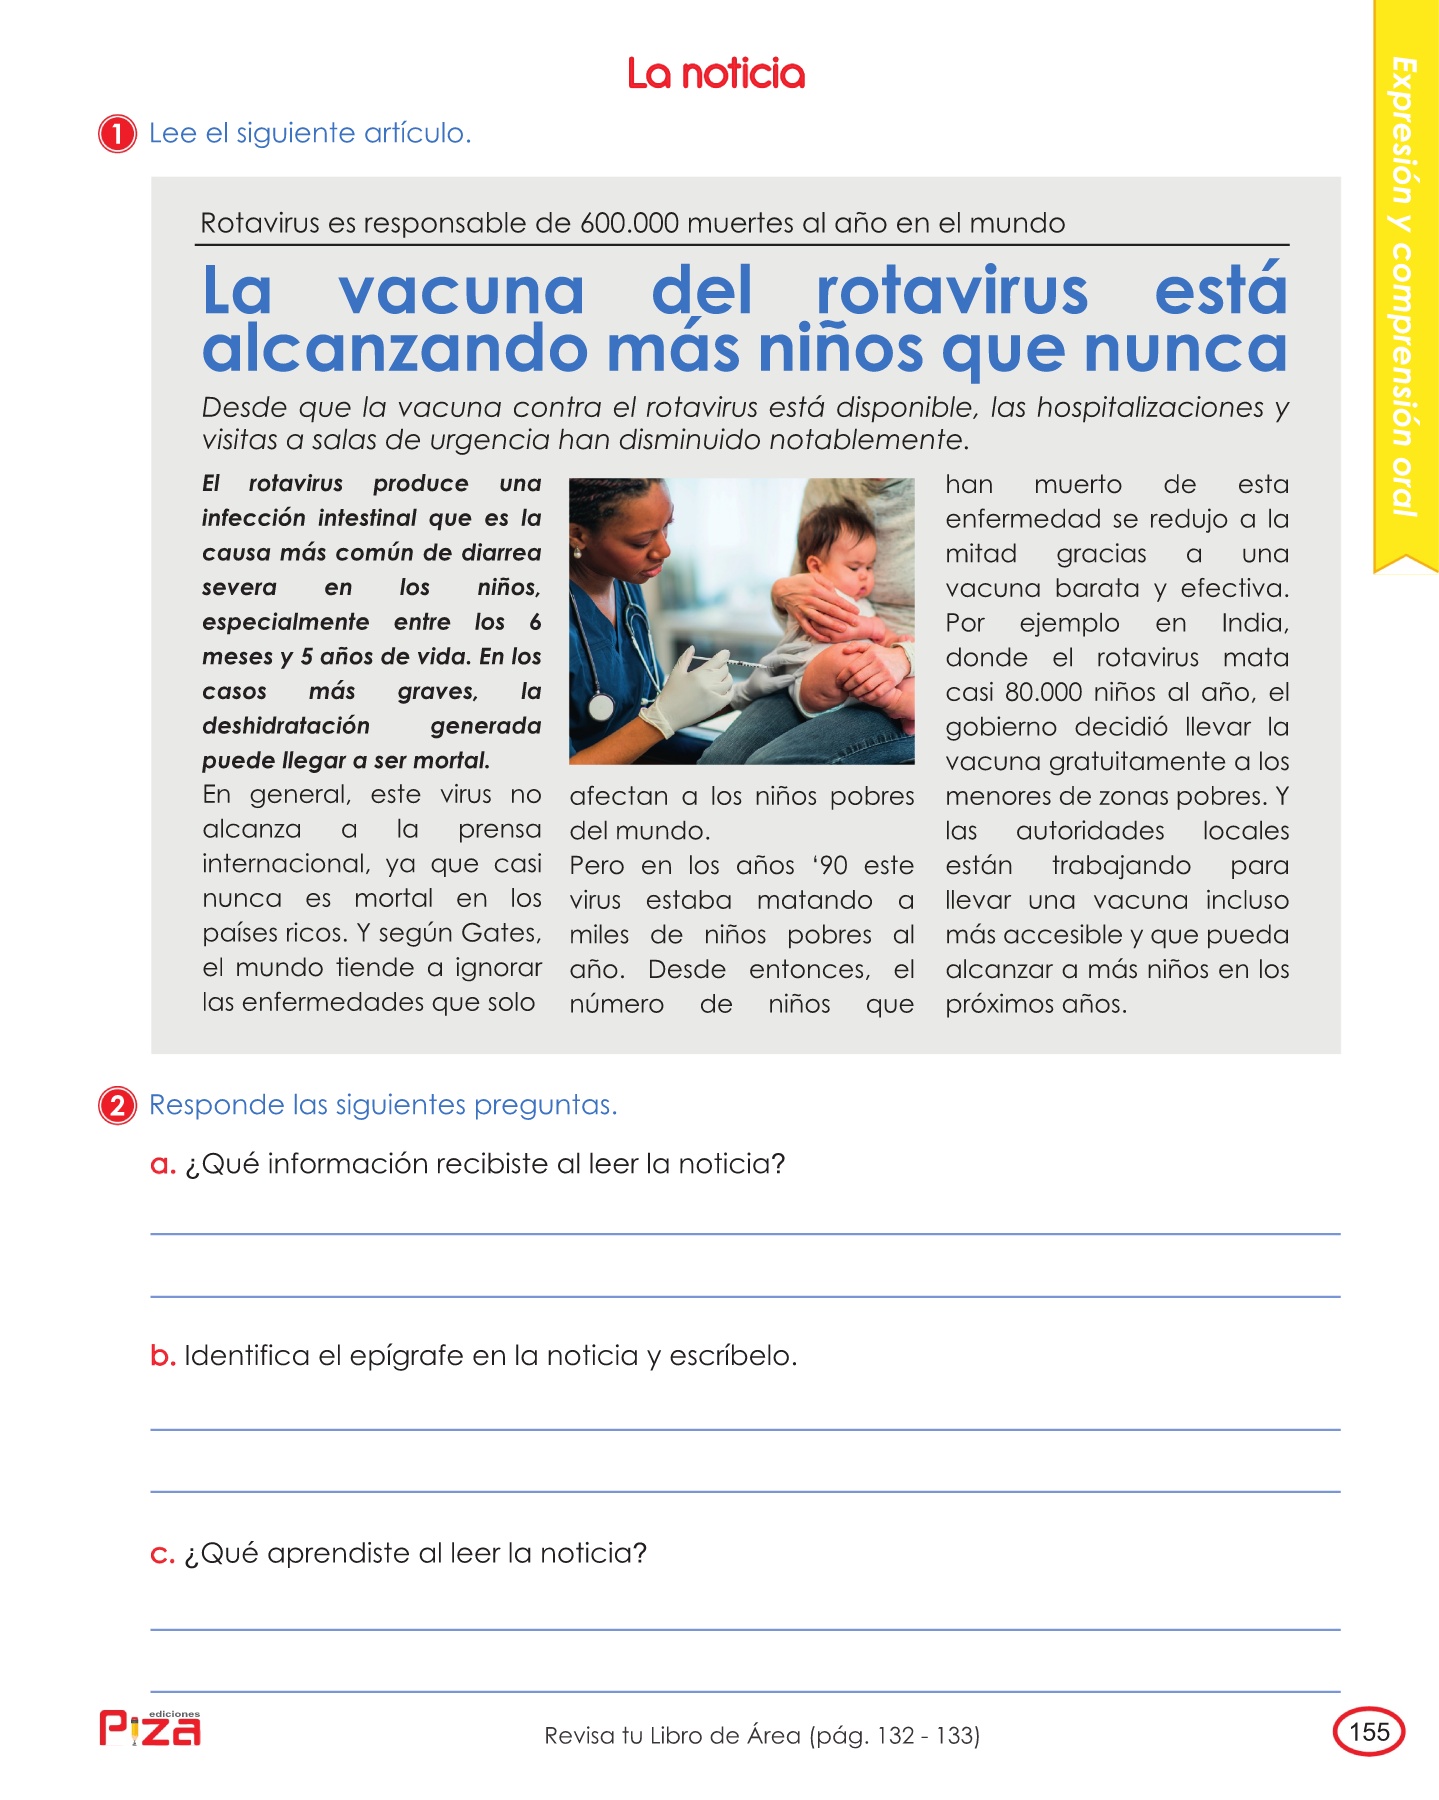 La noticia
1 Lee el siguiente artículo.
Rotavirus es responsable de 600.000 muertes al año en el mundo
La vacuna del rotavirus está
alcanzando más niños que nunca
Desde que la vacuna contra el rotavirus está disponible, las hospitalizaciones y
visitas a salas de urgencia han disminuido notablemente.
El rotavirus produce una
infección intestinal que es la
causa más común de diarrea
severa en los niños,
especialmente entre los 6
meses y 5 años de vida. En los
casos más graves, la
deshidratación generada
puede llegar a ser mortal.
En general, este virus no
alcanza a la prensa
internacional, ya que casi
nunca es mortal en los
países ricos. Y según Gates,
el mundo tiende a ignorar
las enfermedades que solo
afectan a los niños pobres
del mundo.
Pero en los años ‘90 este
virus estaba matando a
miles de niños pobres al
año. Desde entonces, el
número de niños que
han muerto de esta
enfermedad se redujo a la
mitad gracias a una
vacuna barata y efectiva.
Por ejemplo en India,
donde el rotavirus mata
casi 80.000 niños al año, el
gobierno decidió llevar la
vacuna gratuitamente a los
menores de zonas pobres. Y
las autoridades locales
están trabajando para
llevar una vacuna incluso
más accesible y que pueda
alcanzar a más niños en los
próximos años.
2 Responde las siguientes preguntas.
a. ¿Qué información recibiste al leer la noticia?
b. Identifica el epígrafe en la noticia y escríbelo.
c. ¿Qué aprendiste al leer la noticia?
ediciones
Piza
Revisa tu Libro de Área (pág. 132 - 133)
155
Expresión y comprensión oral